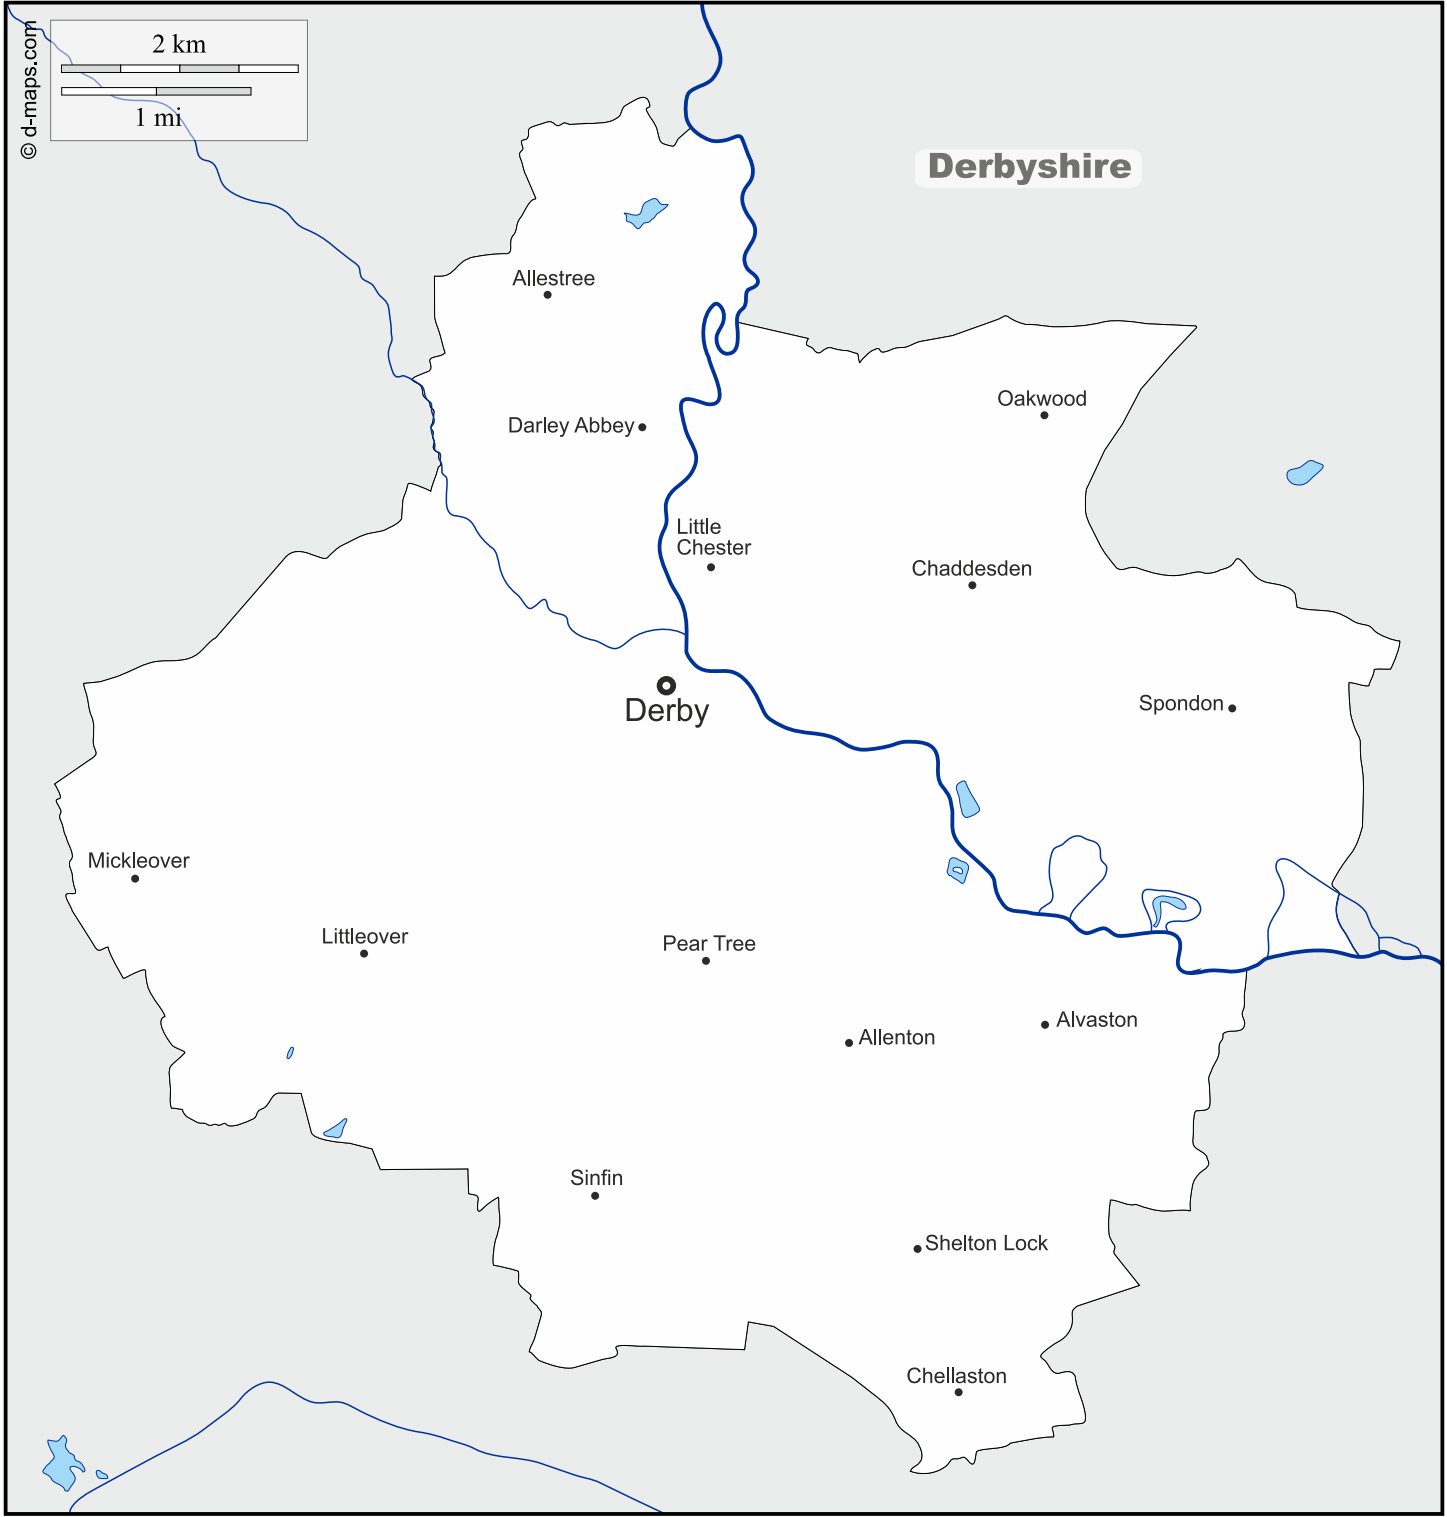 © d-maps.com
2 km
1 mi
Derbyshire
Allestree
Oakwood
Darley Abbey
Little
Chester
Chaddesden
Spondon
Derby
Mickleover
Littleover
Pear Tree
Alvaston
Allenton
Sinfin
Shelton Lock
Chellaston